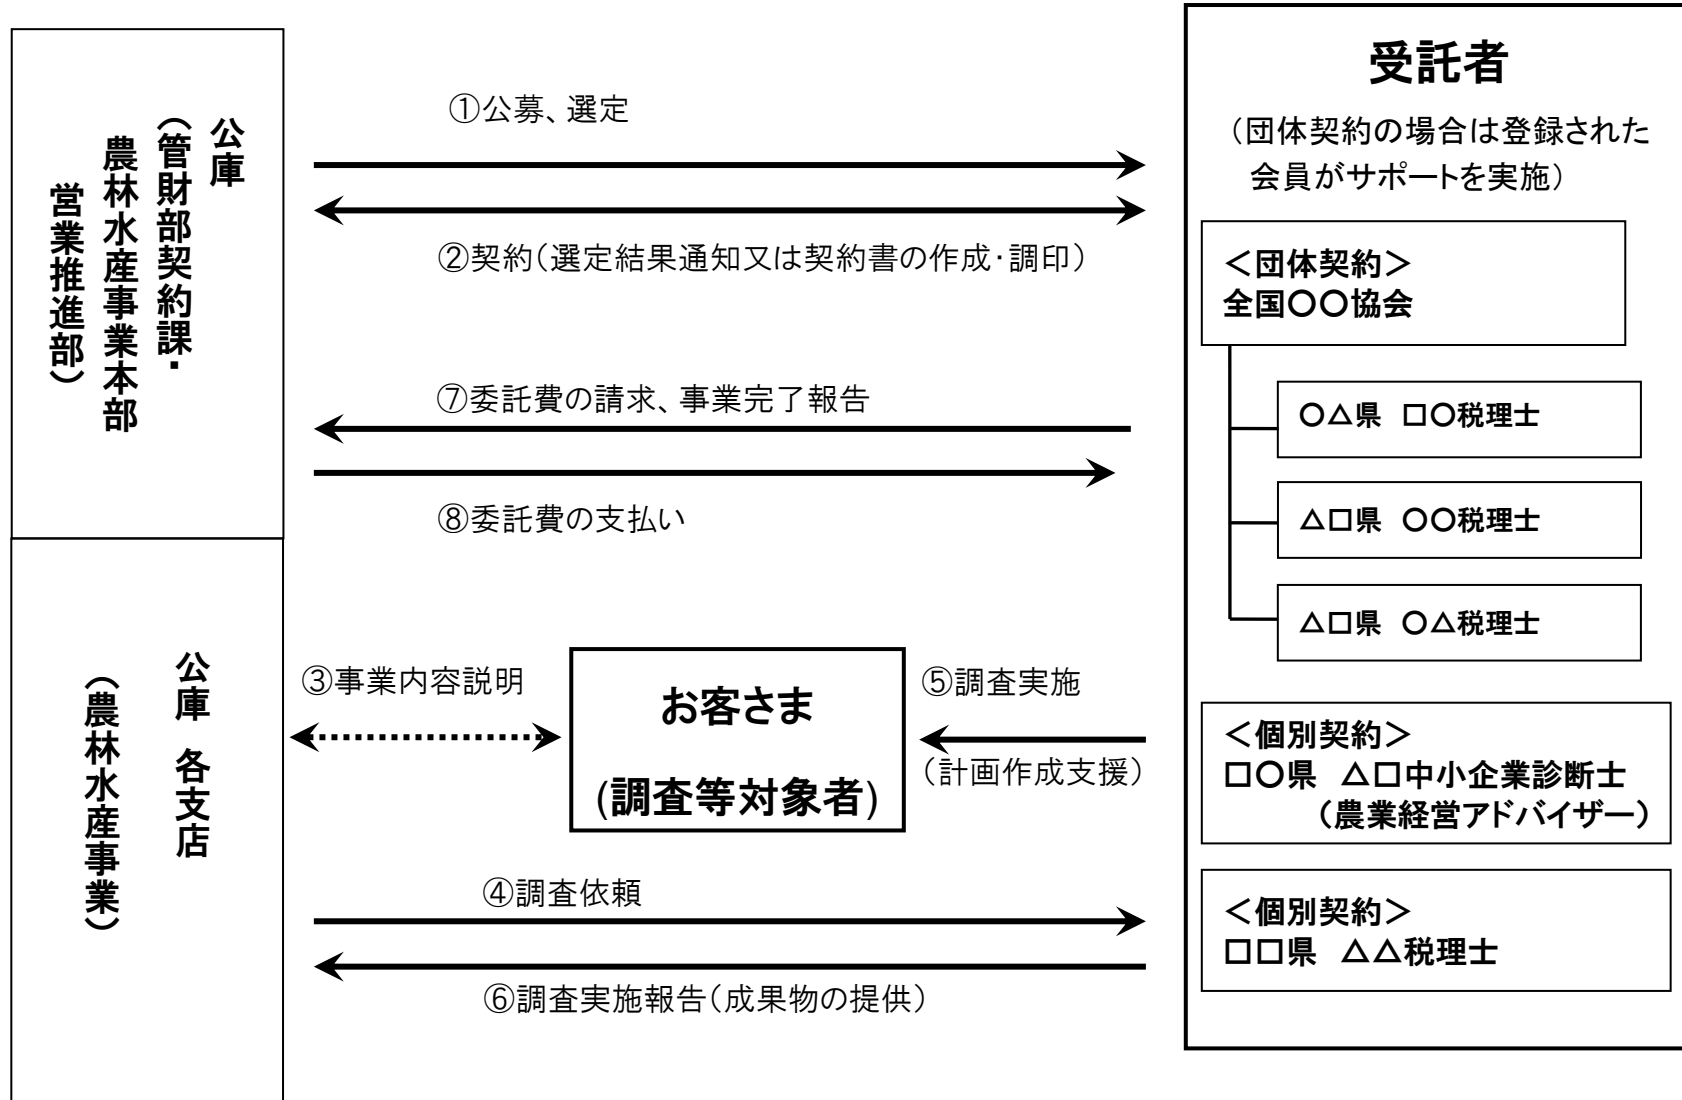 公庫
（管財部契約課・
農林水産事業本部
営業推進部）
①公募、選定
②契約（選定結果通知又は契約書の作成・調印）
⑦委託費の請求、事業完了報告
⑧委託費の支払い
公庫 各支店
（農林水産事業）
③事業内容説明
お客さま
(調査等対象者)
⑤調査実施
（計画作成支援）
④調査依頼
⑥調査実施報告（成果物の提供）
受託者
（団体契約の場合は登録された
会員がサポートを実施）
＜団体契約＞
全国〇〇協会
〇△県 □〇税理士
△□県 〇〇税理士
△□県 〇△税理士
＜個別契約＞
□〇県 △□中小企業診断士
（農業経営アドバイザー）
＜個別契約＞
□□県 △△税理士